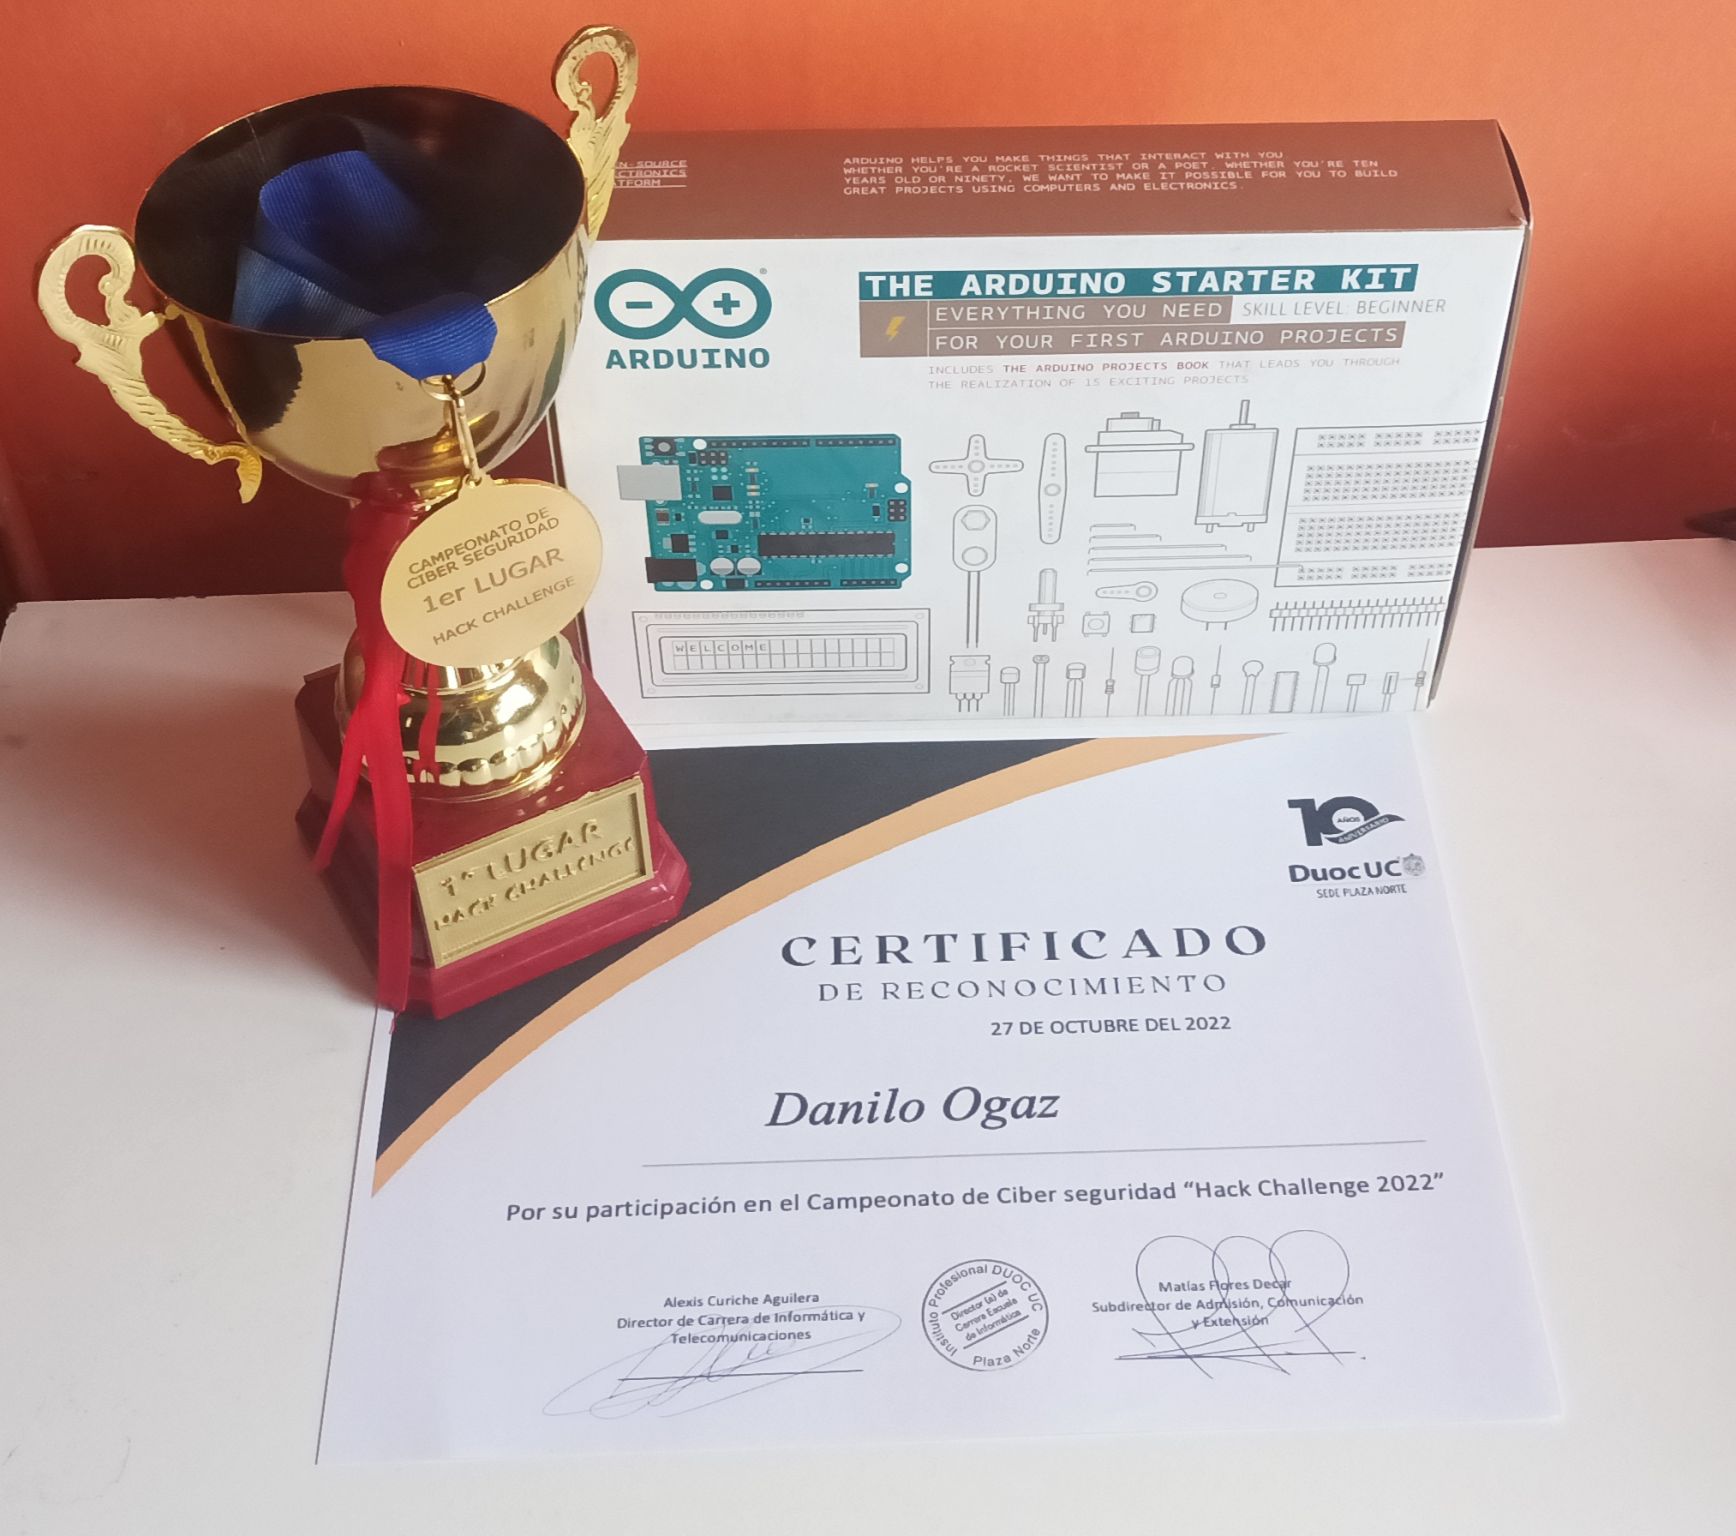 N-SOURCE
CTRONICS
TFORM
ARDUINO HELPS YOU MAKE THINGS THAT INTERACT WITH YOU
WHETHER YOU'RE A ROCKET SCIENTIST OR A POET, WHETHER YOU'RE TEN
YEARS OLD OR NINETY, WE WANT TO MAKE IT POSSIBLE FOR YOU TO BUILD
GREAT PROJECTS USING COMPUTERS AND ELECTRONICS.
ARDUINO
THE ARDUINO STARTER KIT
EVERYTHING YOU NEED
SKILL LEVEL: BEGINNER
FOR YOUR FIRST ARDUINO PROJECTS
INCLUDES THE ARDUINO PROJECTS BOOK THAT LEADS YOU THROUGH
THE REALIZATION OF 15 EXCITING PROJECTS
WELCOME
CAMPEONATO DE
CIBER SEGURIDAD
1er LUGAR
HACK CHALLENGE
1º LUGAR
HACK CHALLENGE
10
AÑOS
ANIVERSARIO
Duoc UC
SEDE PLAZA NORTE
CERTIFICADO
DE RECONOCIMIENTO
27 DE OCTUBRE DEL 2022
Danilo Ogaz
Por su participación en el Campeonato de Ciber seguridad “Hack Challenge 2022”
Alexis Curiche Aguilera
Director de Carrera de Informática y
Telecomunicaciones
Instituto Profesional DUOC UC
Director (a) de
Carrera Escuela
de Informática
Plaza Norte
Matías Flores Decar
Subdirector de Admisión, Comunicación
y Extensión